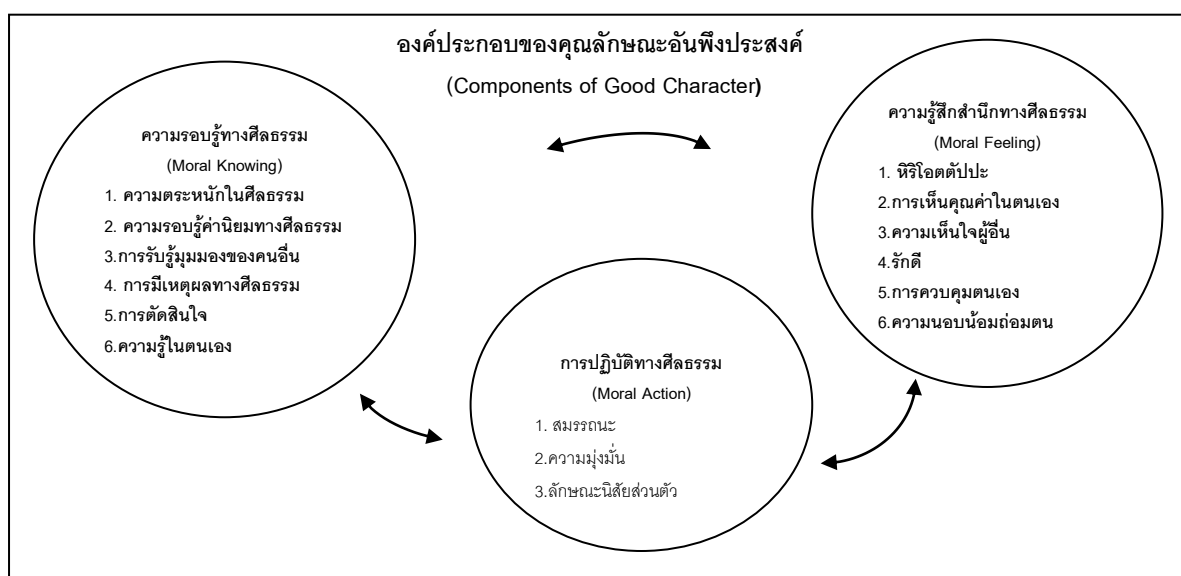 องค์ประกอบของคุณลักษณะอันพึงประสงค์
(Components of Good Character)
ความรอบรู้ทางศีลธรรม
(Moral Knowing)
1. ความตระหนักในศีลธรรม
2. ความรอบรู้ค่านิยมทางศีลธรรม
3.การรับรู้มุมมองของคนอื่น
4. การมีเหตุผลทางศีลธรรม
5.การตัดสินใจ
6.ความรู้ในตนเอง
ความรู้สึกสำนึกทางศีลธรรม
(Moral Feeling)
1. หิริโอตตัปปะ
2.การเห็นคุณค่าในตนเอง
3.ความเห็นใจผู้อื่น
4.รักดี
5.การควบคุมตนเอง
6.ความนอบน้อมถ่อมตน
การปฏิบัติทางศีลธรรม
(Moral Action)
1. สมรรถนะ
2.ความมุ่งมั่น
3.ลักษณะนิสัยส่วนตัว